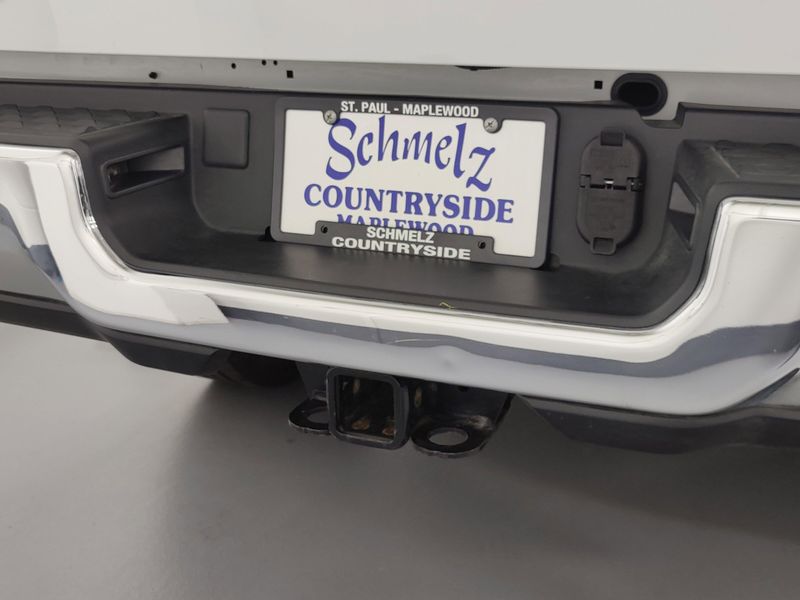 ST. PAUL - MAPLEWOOD
Schmelz
COUNTRYSIDE
MAPLEWOOD
SCHMELZ
COUNTRYSIDE